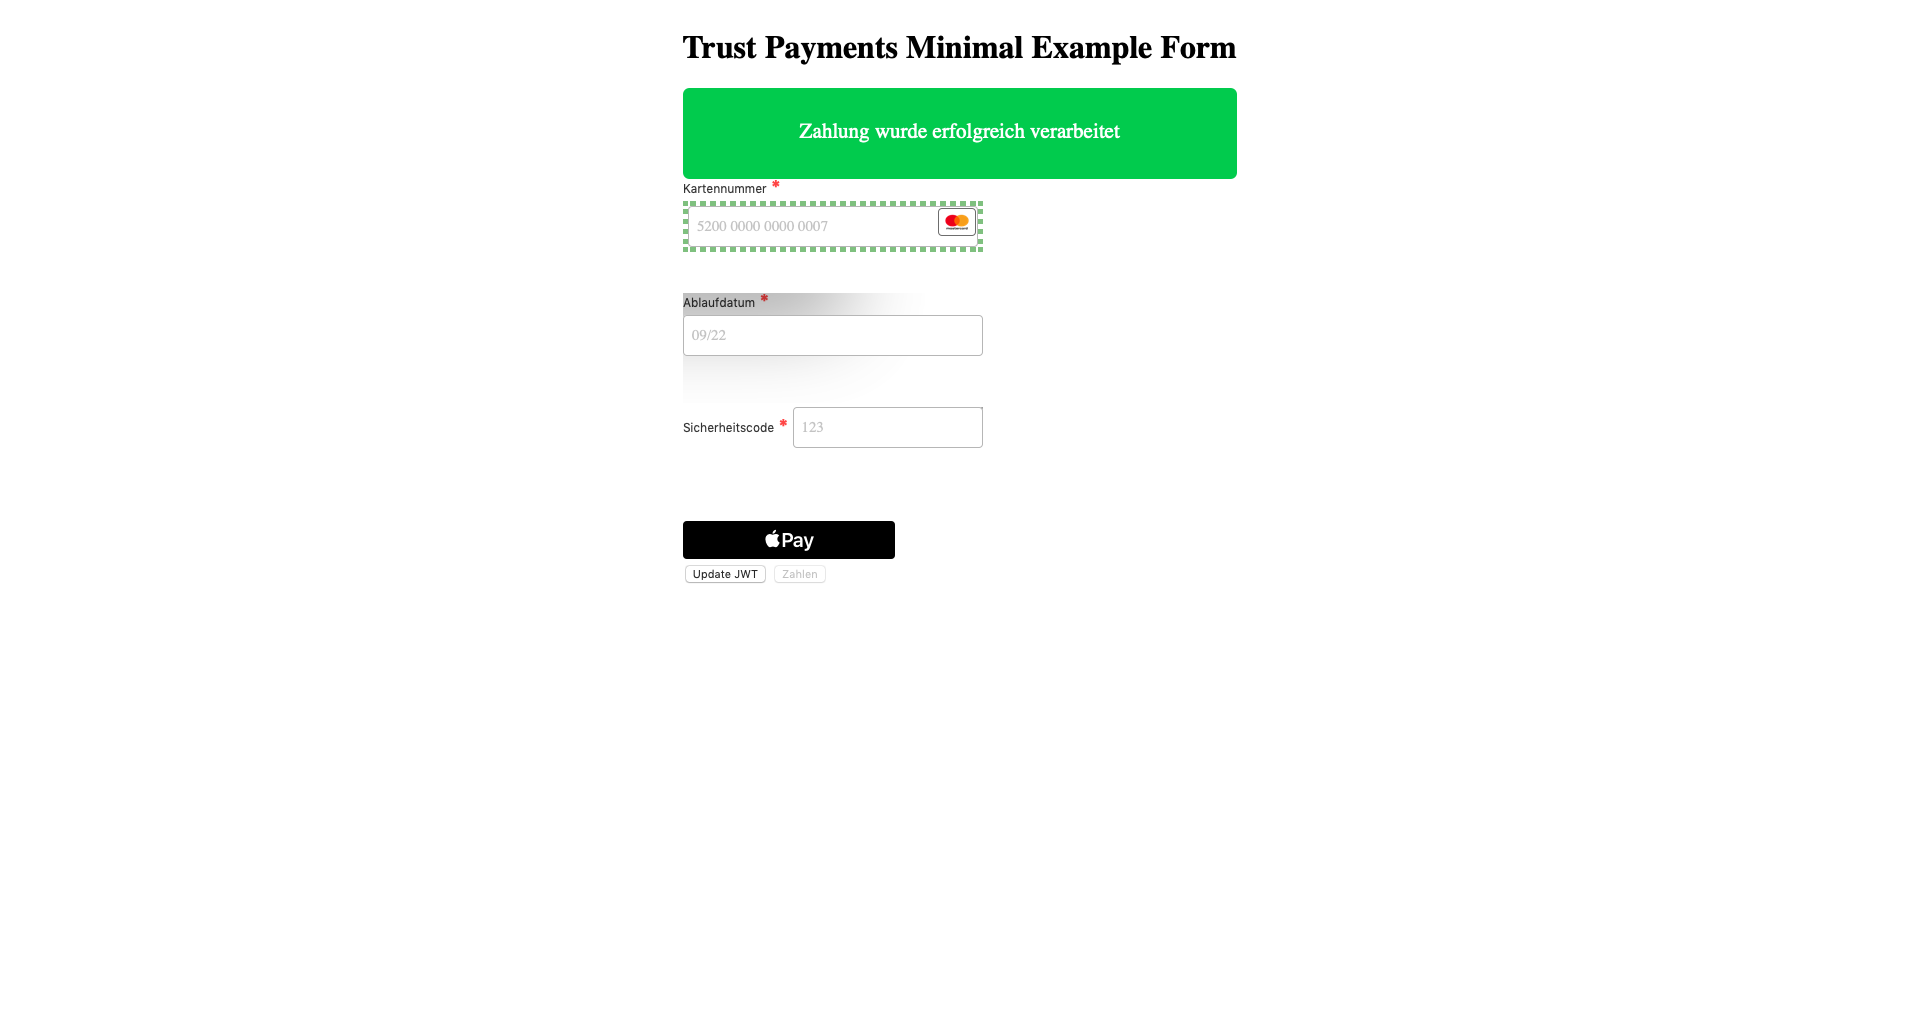 Trust Payments Minimal Example Form
Zahlung wurde erfolgreich verarbeitet
Kartennummer *
5200 0000 0000 0007
Ablaufdatum *
09/22
Sicherheitscode * 123
Pay
Update JWT Zahlen